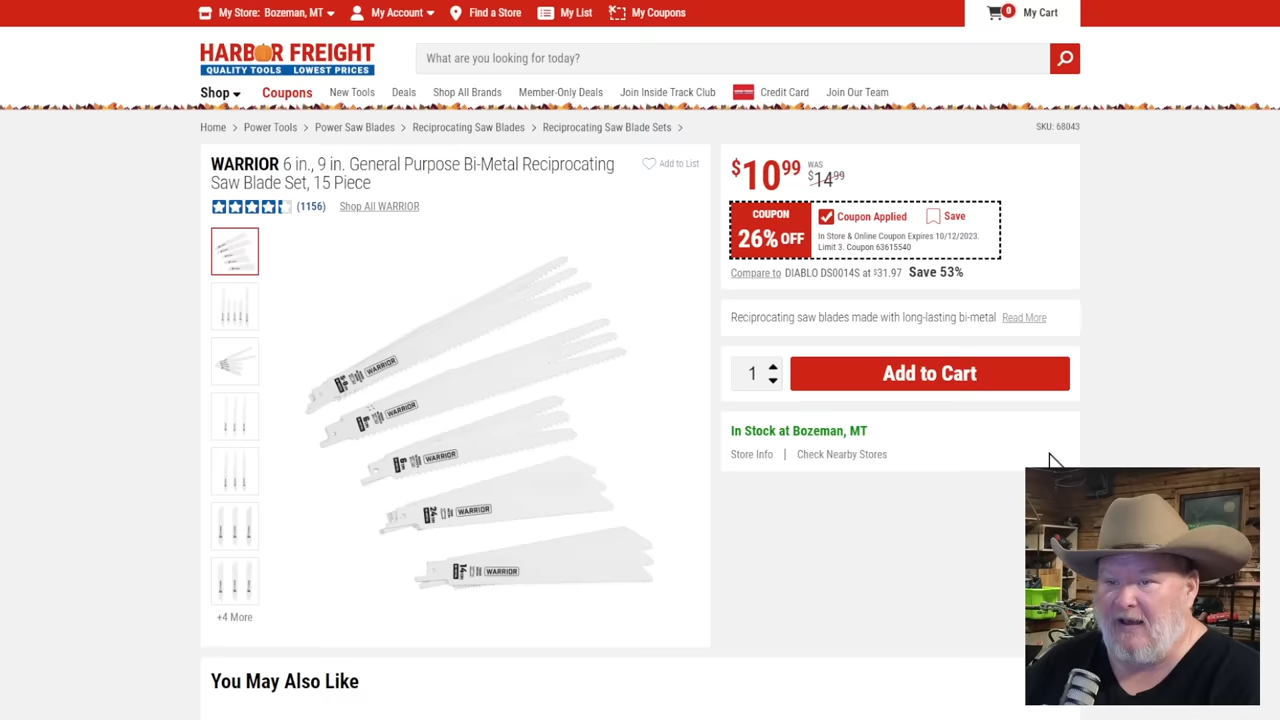 My Store: Bozeman, MT
My Account
Find a Store
My List
My Coupons
0
My Cart
HARBOR FREIGHT
QUALITY TOOLS LOWEST PRICES
What are you looking for today?
Shop
Coupons
New Tools
Deals
Shop All Brands
Member-Only Deals
Join Inside Track Club
Credit Card
Join Our Team
Home > Power Tools > Power Saw Blades > Reciprocating Saw Blades > Reciprocating Saw Blade Sets >
SKU: 68043
WARRIOR 6 in., 9 in. General Purpose Bi-Metal Reciprocating
Saw Blade Set, 15 Piece
Add to List
(1156)
Shop All WARRIOR
+4 More
WARRIOR
WARRIOR
WARRIOR
WARRIOR
WARRIOR
$10 99
WAS
$14 99
COUPON
26% OFF
Coupon Applied
Save
In Store & Online Coupon Expires 10/12/2023.
Limit 3. Coupon 63615540
Compare to DIABLO DS0014S at $31.97 Save 53%
Reciprocating saw blades made with long-lasting bi-metal Read More
1
Add to Cart
In Stock at Bozeman, MT
Store Info | Check Nearby Stores
You May Also Like